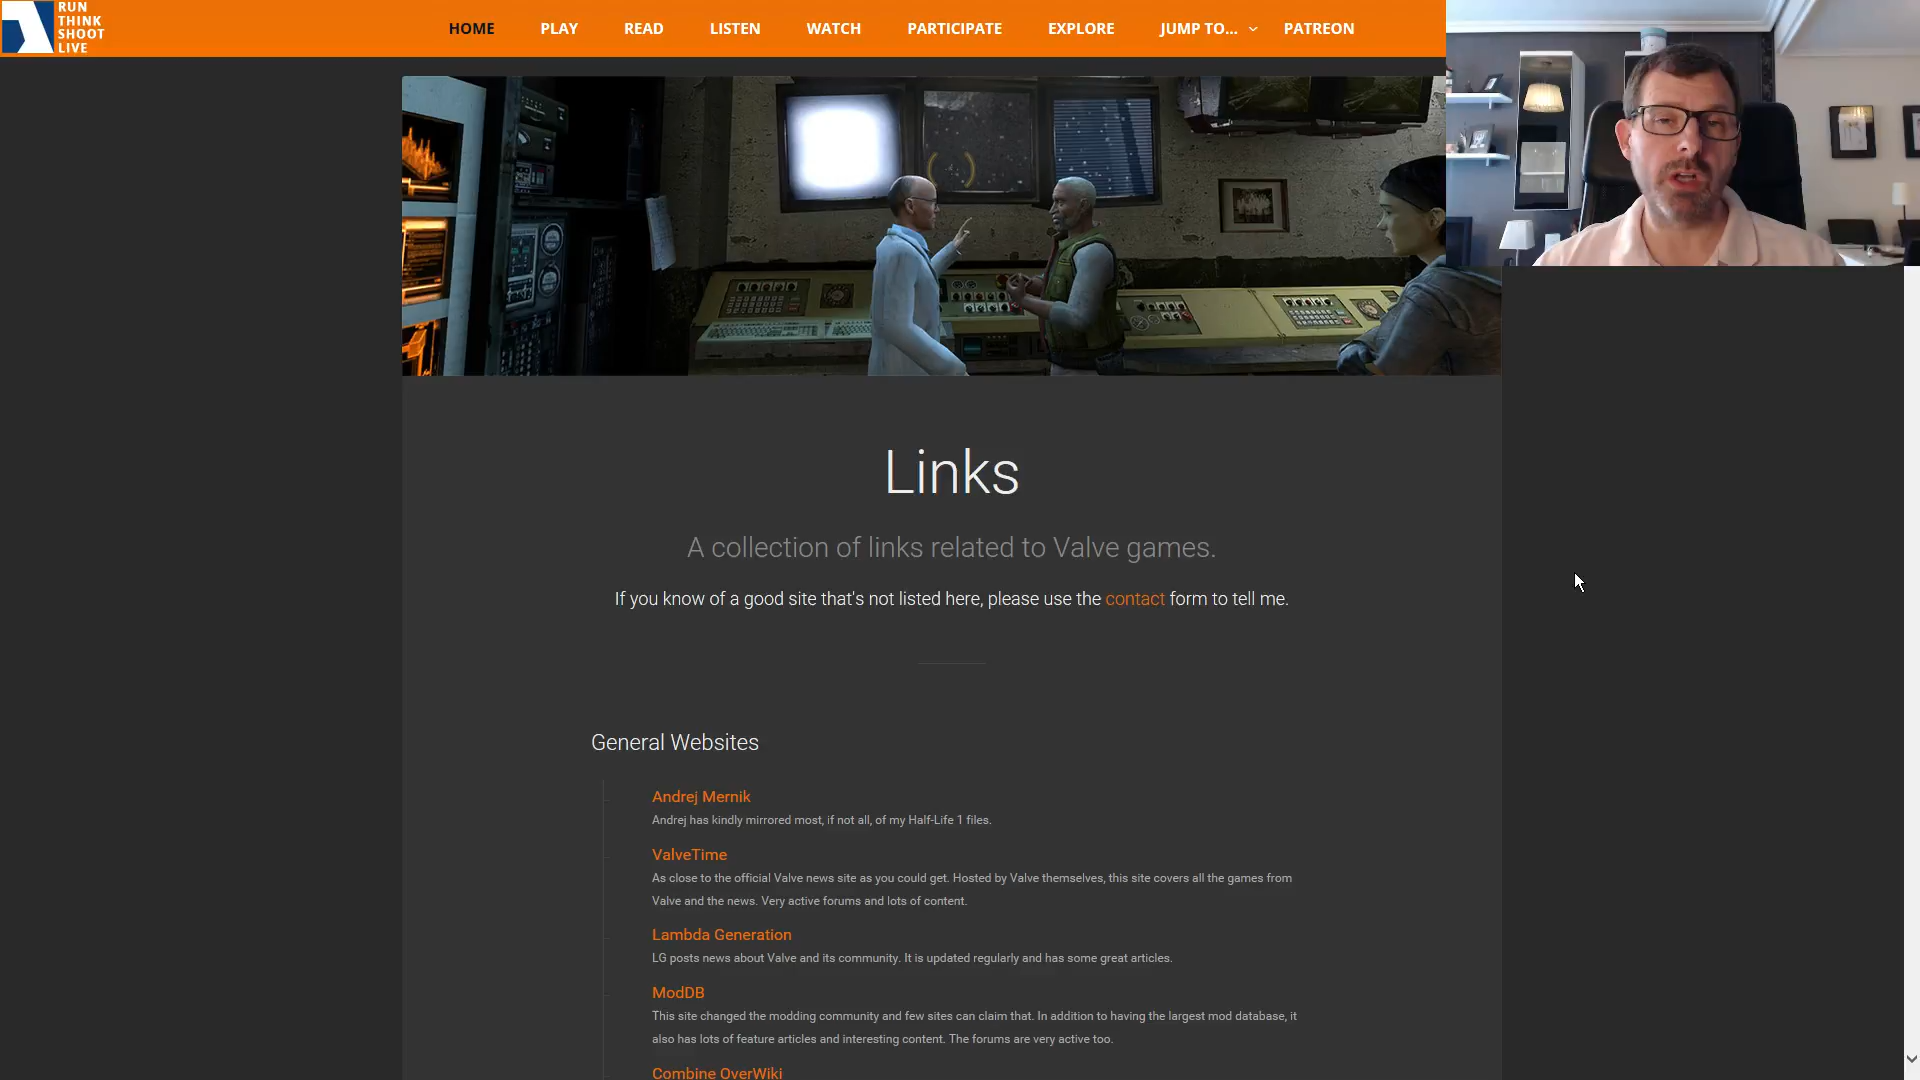 RUN
THINK
SHOOT
LIVE
HOME PLAY READ LISTEN WATCH PARTICIPATE EXPLORE JUMP TO... PATREON
Links
A collection of links related to Valve games.
If you know of a good site that's not listed here, please use the contact form to tell me.
General Websites
Andrej Mernik
Andrej has kindly mirrored most, if not all, of my Half-Life 1 files.
ValveTime
As close to the official Valve news site as you could get. Hosted by Valve themselves, this site covers all the games from
Valve and the news. Very active forums and lots of content.
Lambda Generation
LG posts news about Valve and its community. It is updated regularly and has some great articles.
ModDB
This site changed the modding community and few sites can claim that. In addition to having the largest mod database, it
also has lots of feature articles and interesting content. The forums are very active too.
Combine OverWiki